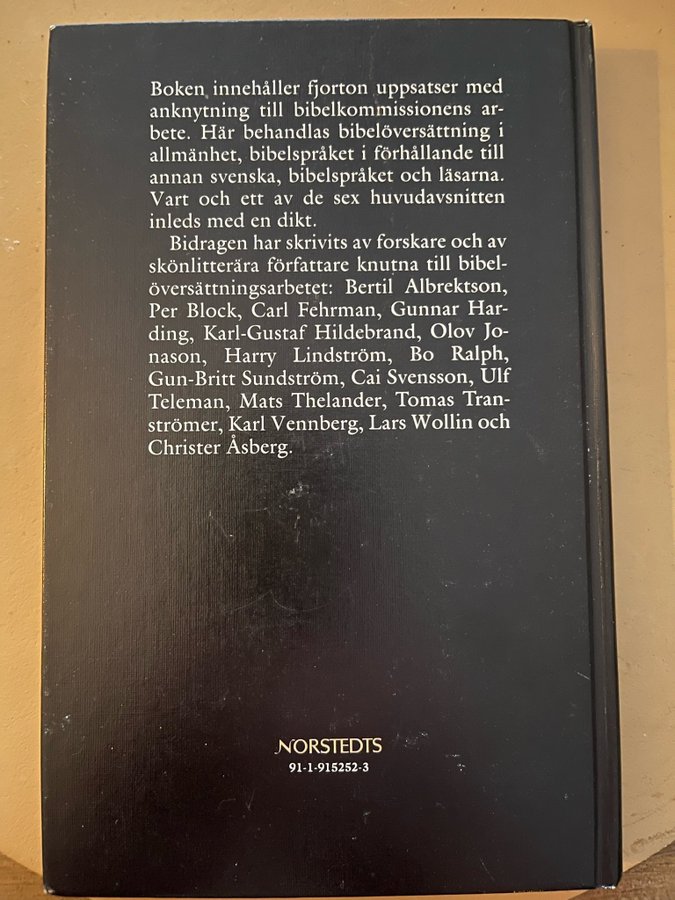 Boken innehåller fjorton uppsatser med
anknytning till bibelkommissionens ar-
bete. Här behandlas bibelöversättning i
allmänhet, bibelspråket i förhållande till
annan svenska, bibelspråket och läsarna.
Vart och ett av de sex huvudavsnitten
inleds med en dikt.
Bidragen har skrivits av forskare och av
skönlitterära författare knutna till bibel-
översättningsarbetet: Bertil Albrektson,
Per Block, Carl Fehrman, Gunnar Har-
ding, Karl-Gustaf Hildebrand, Olov Jo-
nason, Harry Lindström, Bo Ralph,
Gun-Britt Sundström, Cai Svensson, Ulf
Teleman, Mats Thelander, Tomas Tran-
strömer, Karl Vennberg, Lars Wollin och
Christer Åsberg.
NORSTEDTS
91-1-915252-3